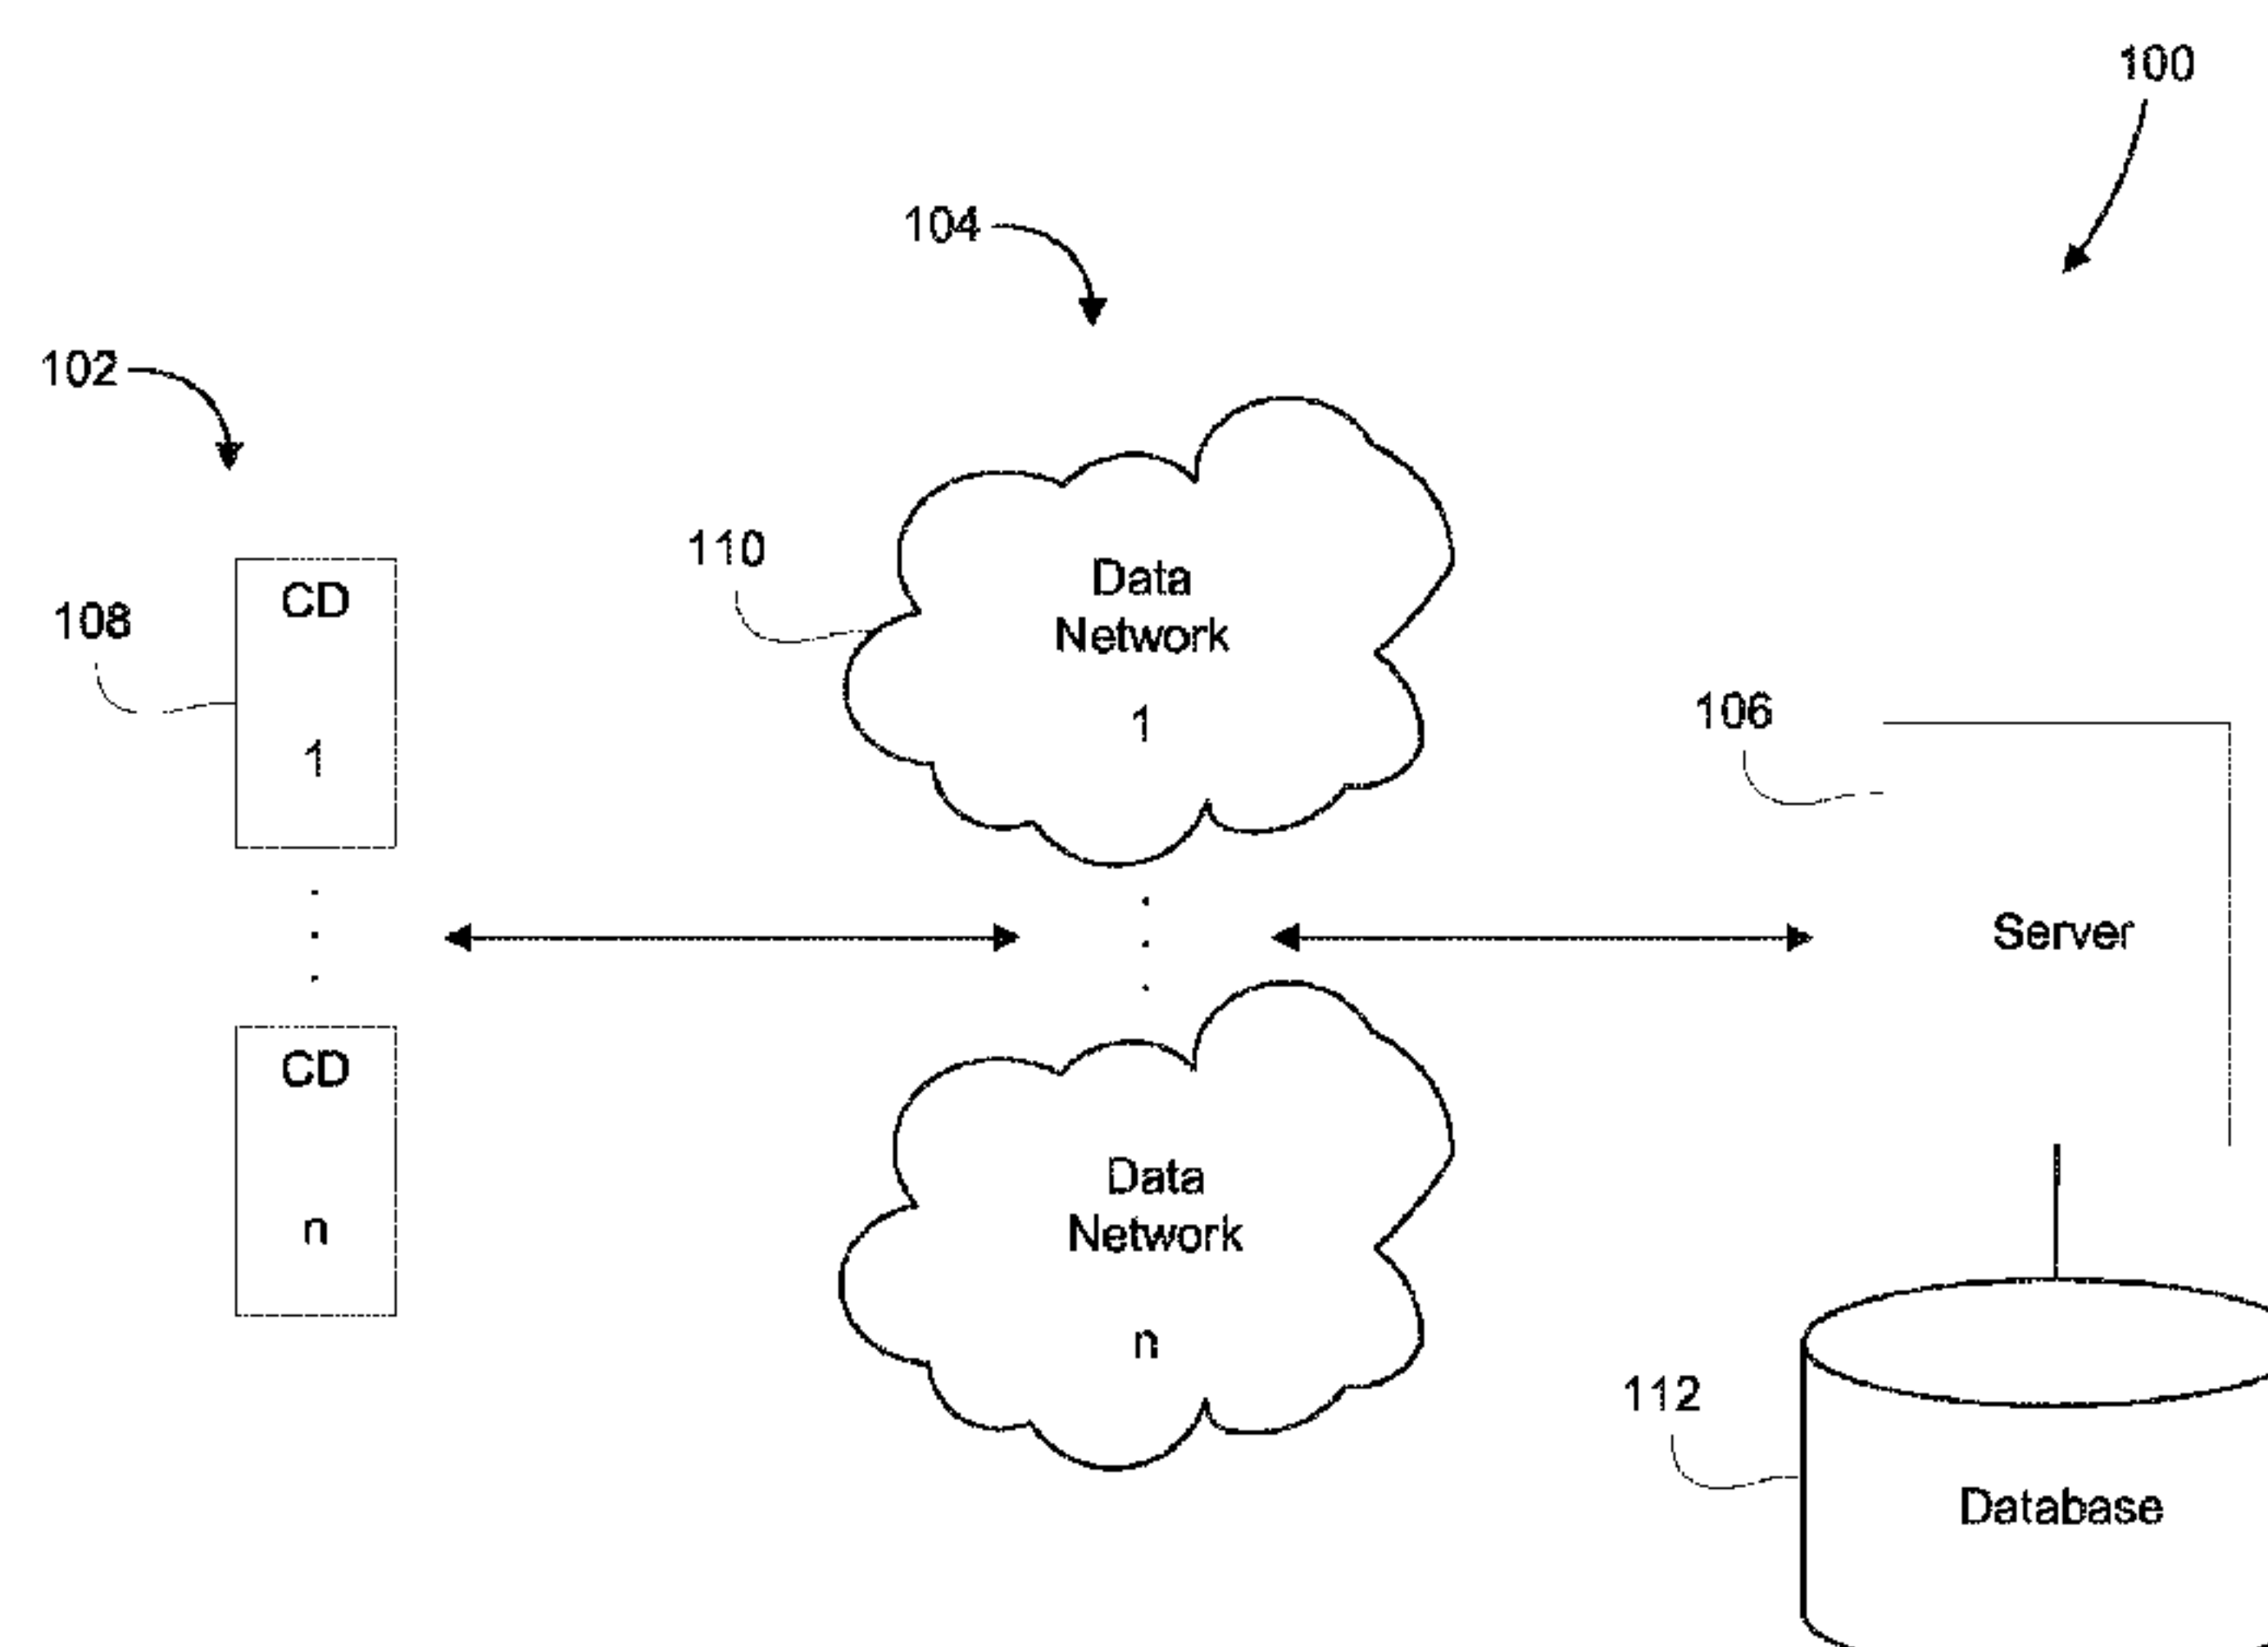 100
104
102
110
Data
Network
1
108
CD
1
106
Server
CD
n
Data
Network
n
112
Database